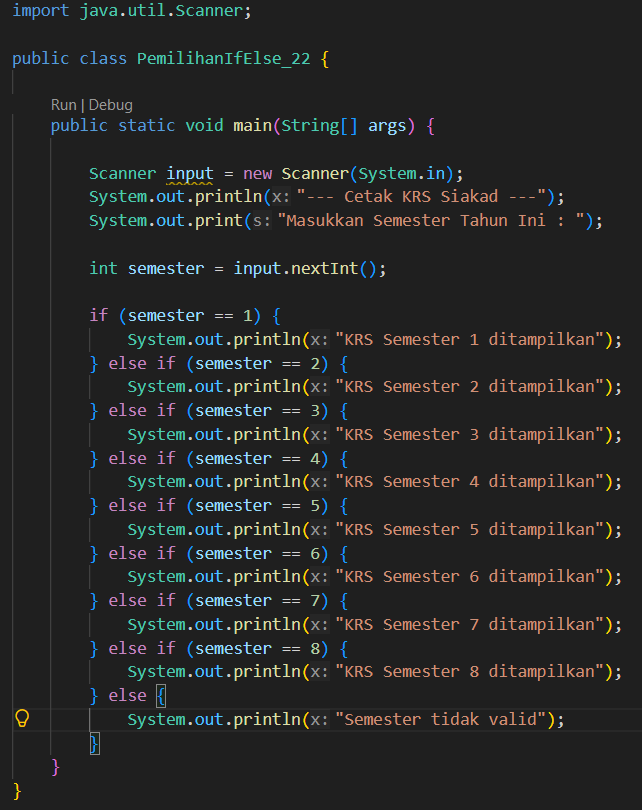 import java.util.Scanner;
public class PemilihanIfElse_22 {
Run | Debug
public static void main(String[] args) {
Scanner input = new Scanner(System.in);
System.out.println(x: "--- Cetak KRS Siakad ---");
System.out.print(s: "Masukkan Semester Tahun Ini : ");
int semester = input.nextInt();
if (semester == 1) {
System.out.println(x: "KRS Semester 1 ditampilkan");
} else if (semester == 2) {
System.out.println(x: "KRS Semester 2 ditampilkan");
} else if (semester == 3) {
System.out.println(x: "KRS Semester 3 ditampilkan");
} else if (semester == 4) {
System.out.println(x: "KRS Semester 4 ditampilkan");
} else if (semester == 5) {
System.out.println(x: "KRS Semester 5 ditampilkan");
} else if (semester == 6) {
System.out.println(x: "KRS Semester 6 ditampilkan");
} else if (semester == 7) {
System.out.println(x: "KRS Semester 7 ditampilkan");
} else if (semester == 8) {
System.out.println(x: "KRS Semester 8 ditampilkan");
} else {
System.out.println(x: "Semester tidak valid");
}
}
}